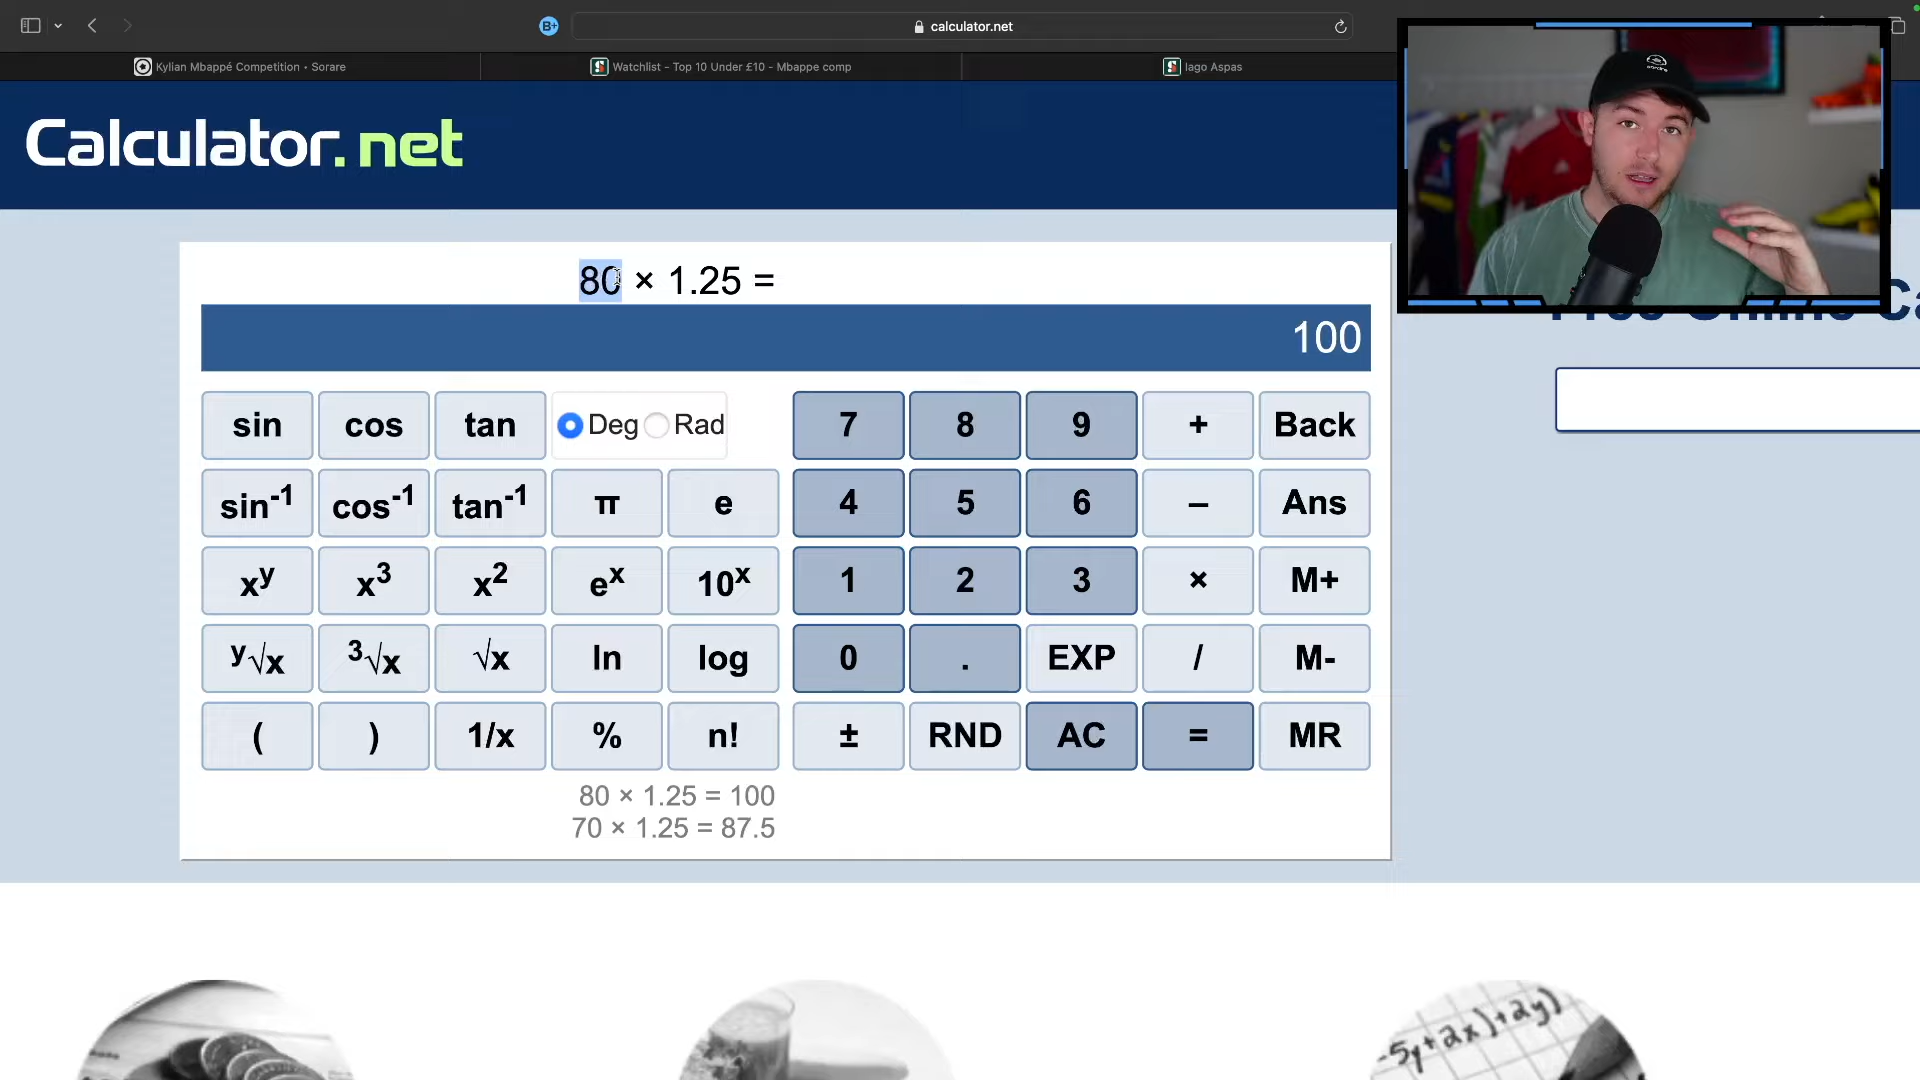 B+
calculator.net
Kylian Mbappé Competition • Sorare
Watchlist - Top 10 Under £10 - Mbappe comp
Iago Aspas
Calculator.net
80 × 1.25 =
100
sin cos tan Deg Rad 7 8 9 + Back
sin-1 cos-1 tan-1 π e 4 5 6 – Ans
xy x3 x2 ex 10x 1 2 3 × M+
y√x 3√x √x ln log 0 . EXP / M-
( ) 1/x % n! ± RND AC = MR
80 × 1.25 = 100
70 × 1.25 = 87.5
-5y+2x)+2y)